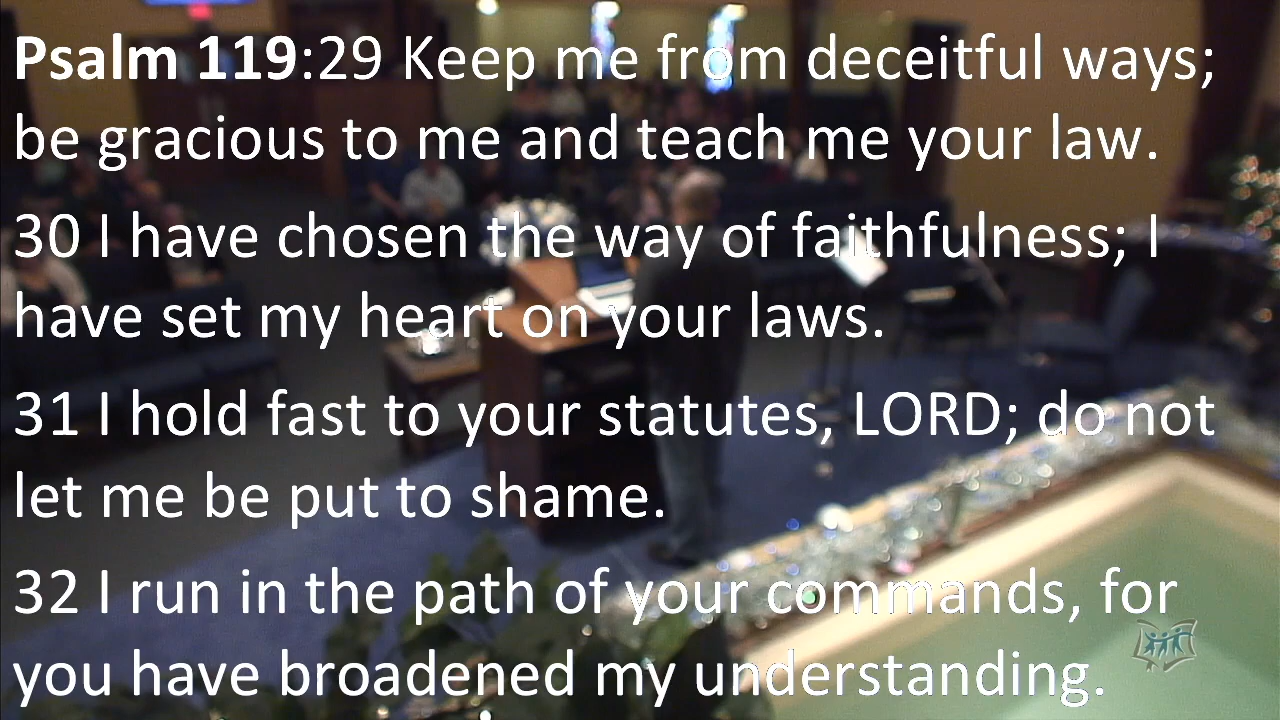 Psalm 119:29 Keep me from deceitful ways;
be gracious to me and teach me your law.
30 I have chosen the way of faithfulness; I
have set my heart on your laws.
31 I hold fast to your statutes, LORD; do not
let me be put to shame.
32 I run in the path of your commands, for
you have broadened my understanding.